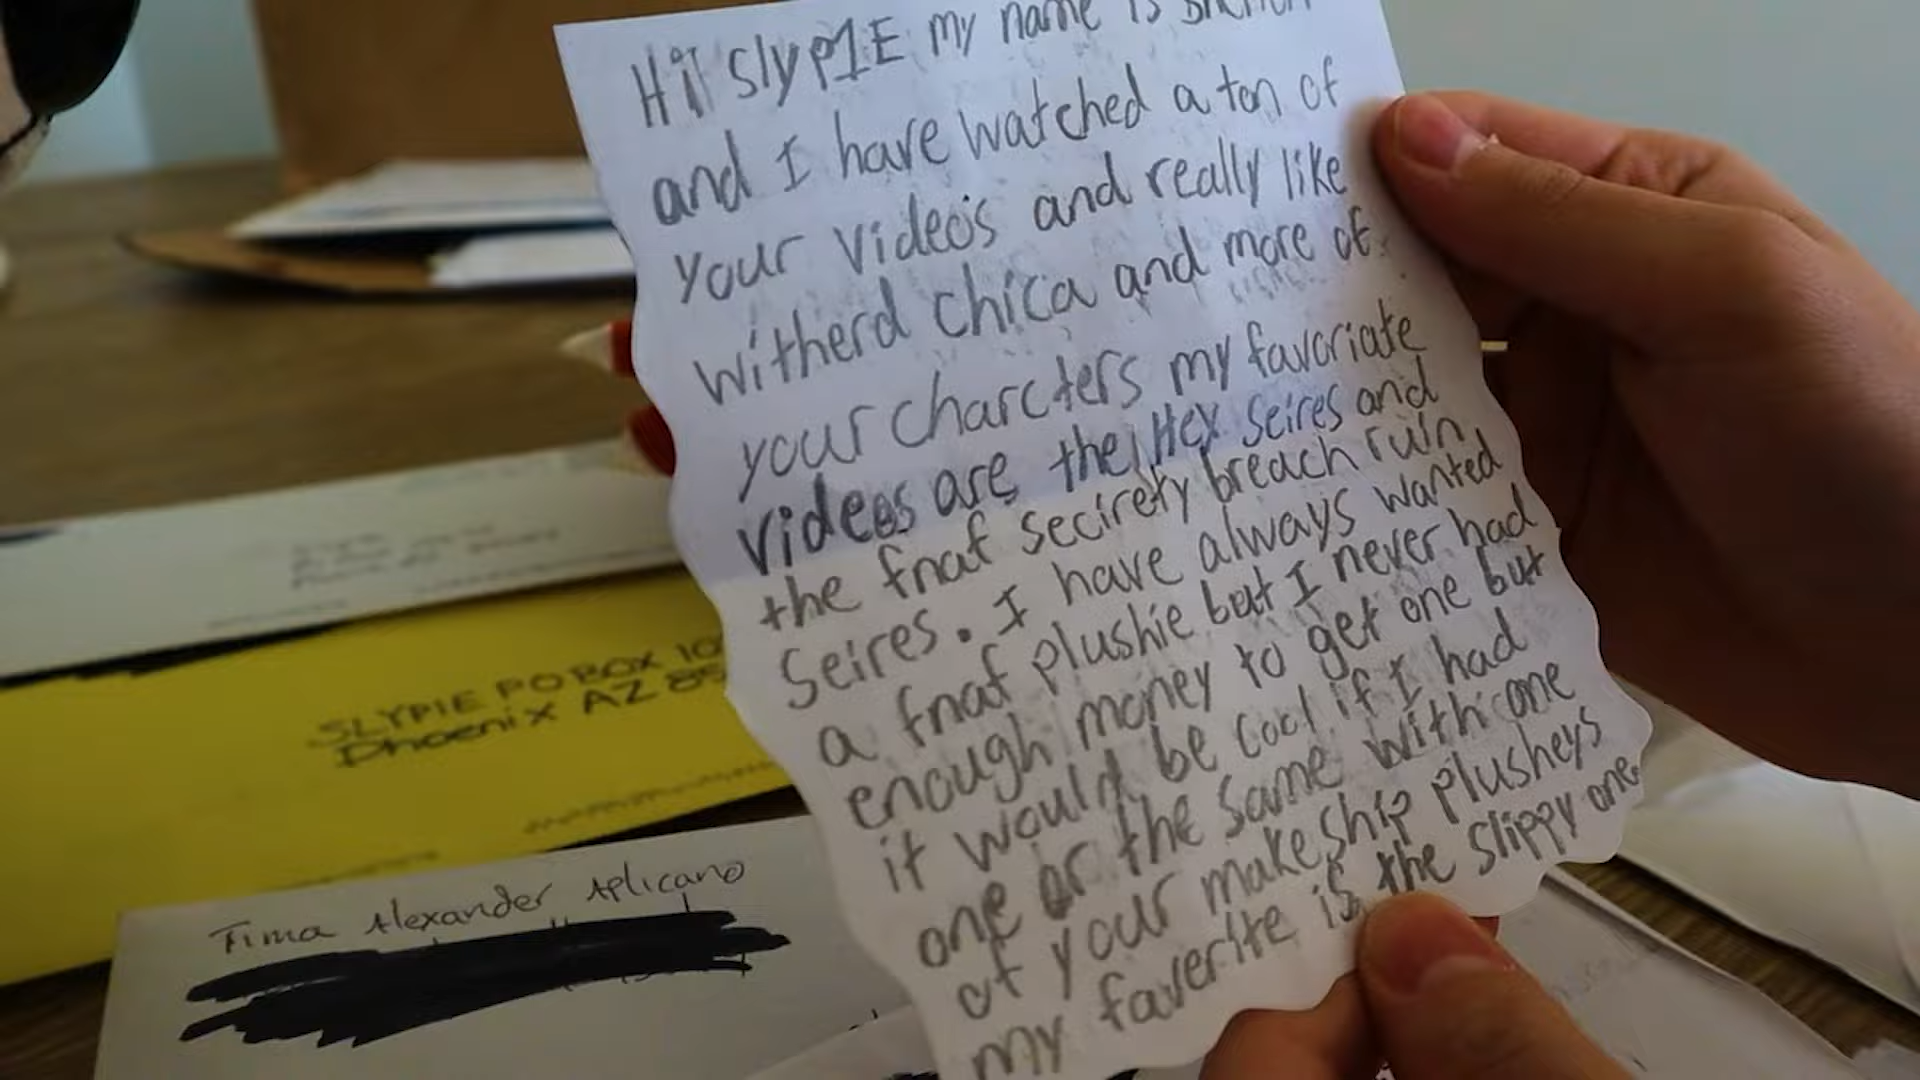 Hi slyp1E my name is
and I have watched a ton of
your video's and really like
witherd chica and more of
your charcters my favoriate
videos are the Hex seires and
the fnaf secirety breach ruin
seires. I have always wanted
a fnaf plushie but I never had
enough money to get one but
it would be cool if I had
one or the same with one
of your makeship plusheys
my faverite is the slippy one.
SLYPIE PO BOX 10
Phoenix AZ 85
Fima Alexander Aplicano